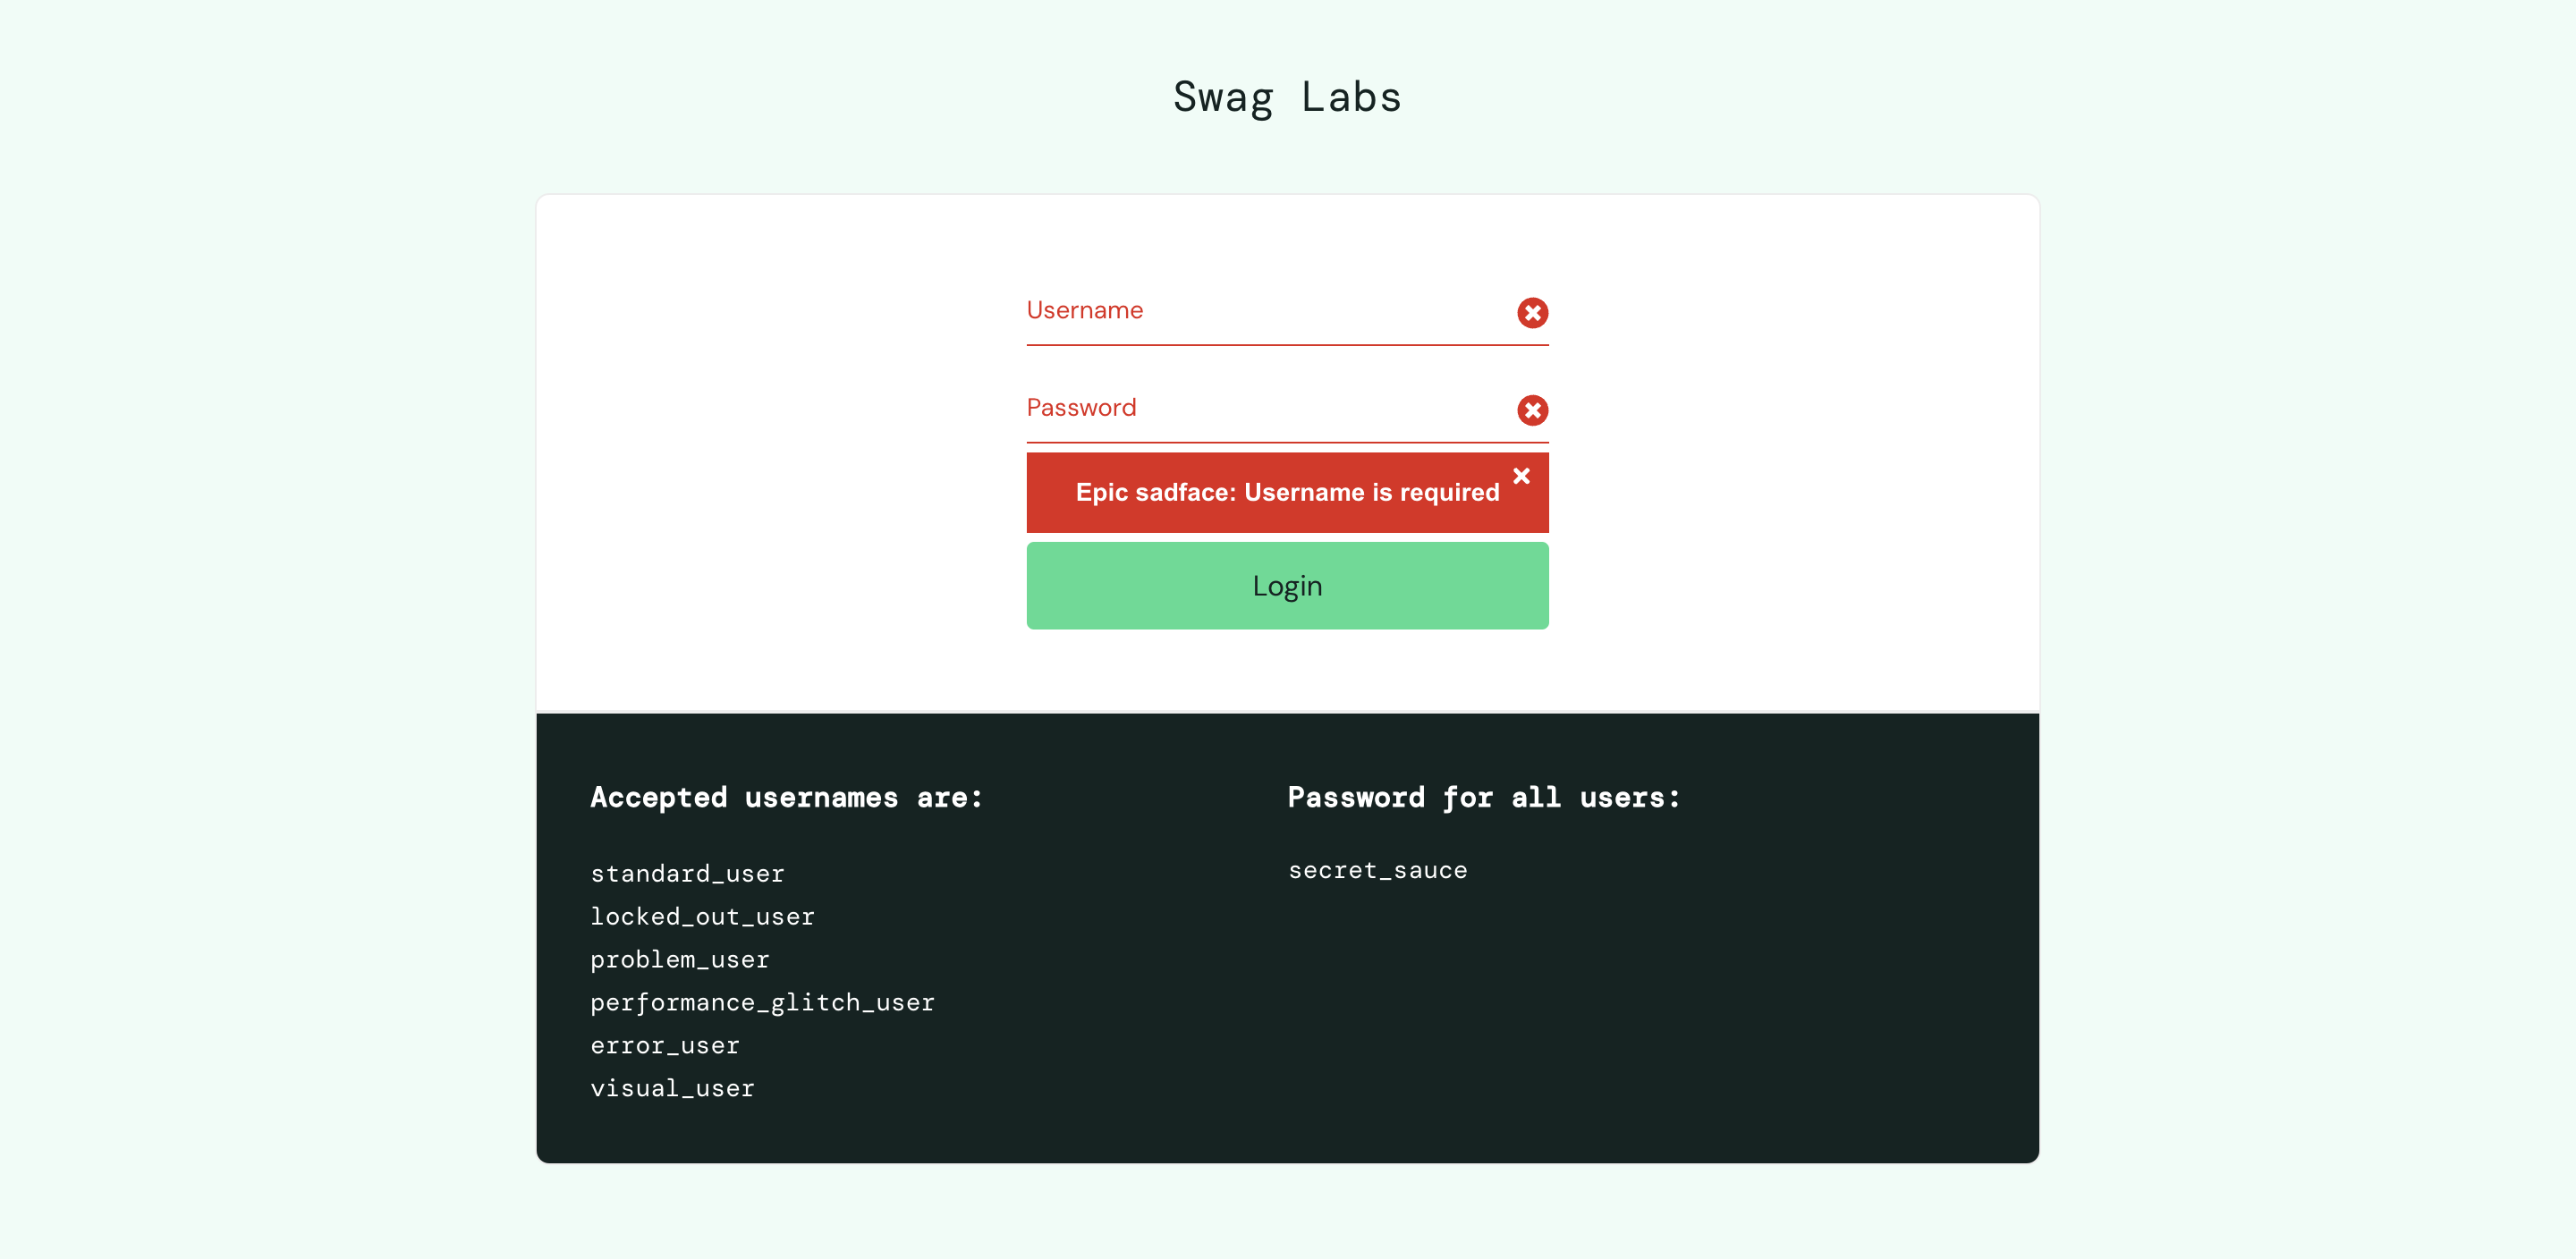 Swag Labs
Username
Password
Epic sadface: Username is required
Login
Accepted usernames are:
standard_user
locked_out_user
problem_user
performance_glitch_user
error_user
visual_user
Password for all users:
secret_sauce